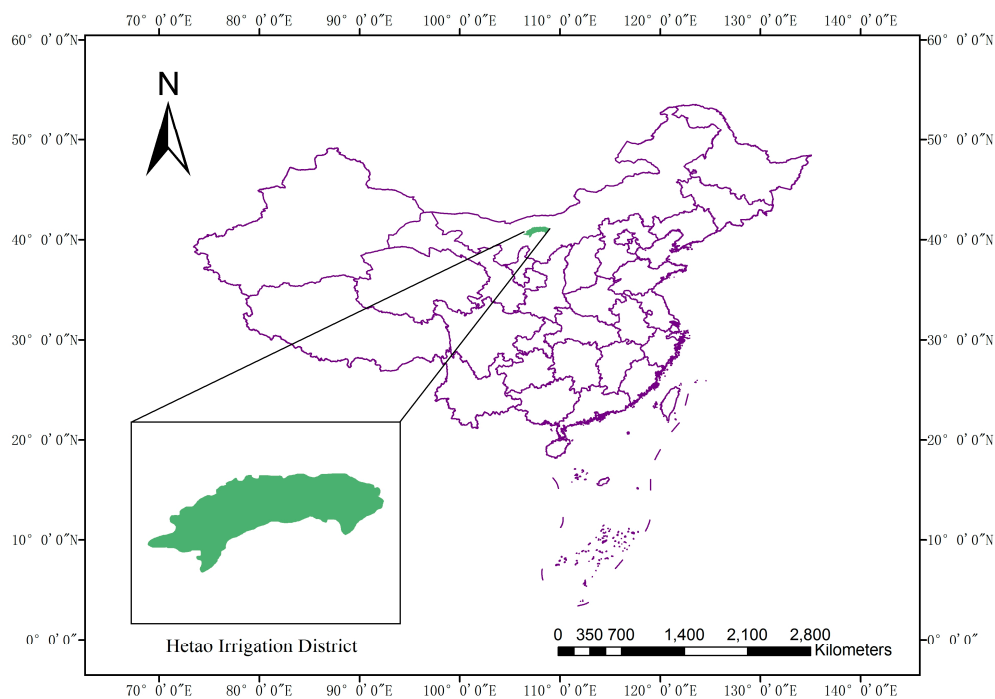 70° 0'0"E 80° 0'0"E 90° 0'0"E 100° 0'0"E 110° 0'0"E 120° 0'0"E 130° 0'0"E 140° 0'0"E
60° 0'0"N 60° 0'0"N
N
50° 0'0"N 50° 0'0"N
40° 0'0"N 40° 0'0"N
30° 0'0"N 30° 0'0"N
20° 0'0"N 20° 0'0"N
10° 0'0"N 10° 0'0"N
0° 0'0" 0° 0'0"
Hetao Irrigation District
0 350 700 1,400 2,100 2,800
Kilometers
70° 0'0"E 80° 0'0"E 90° 0'0"E 100° 0'0"E 110° 0'0"E 120° 0'0"E 130° 0'0"E 140° 0'0"E